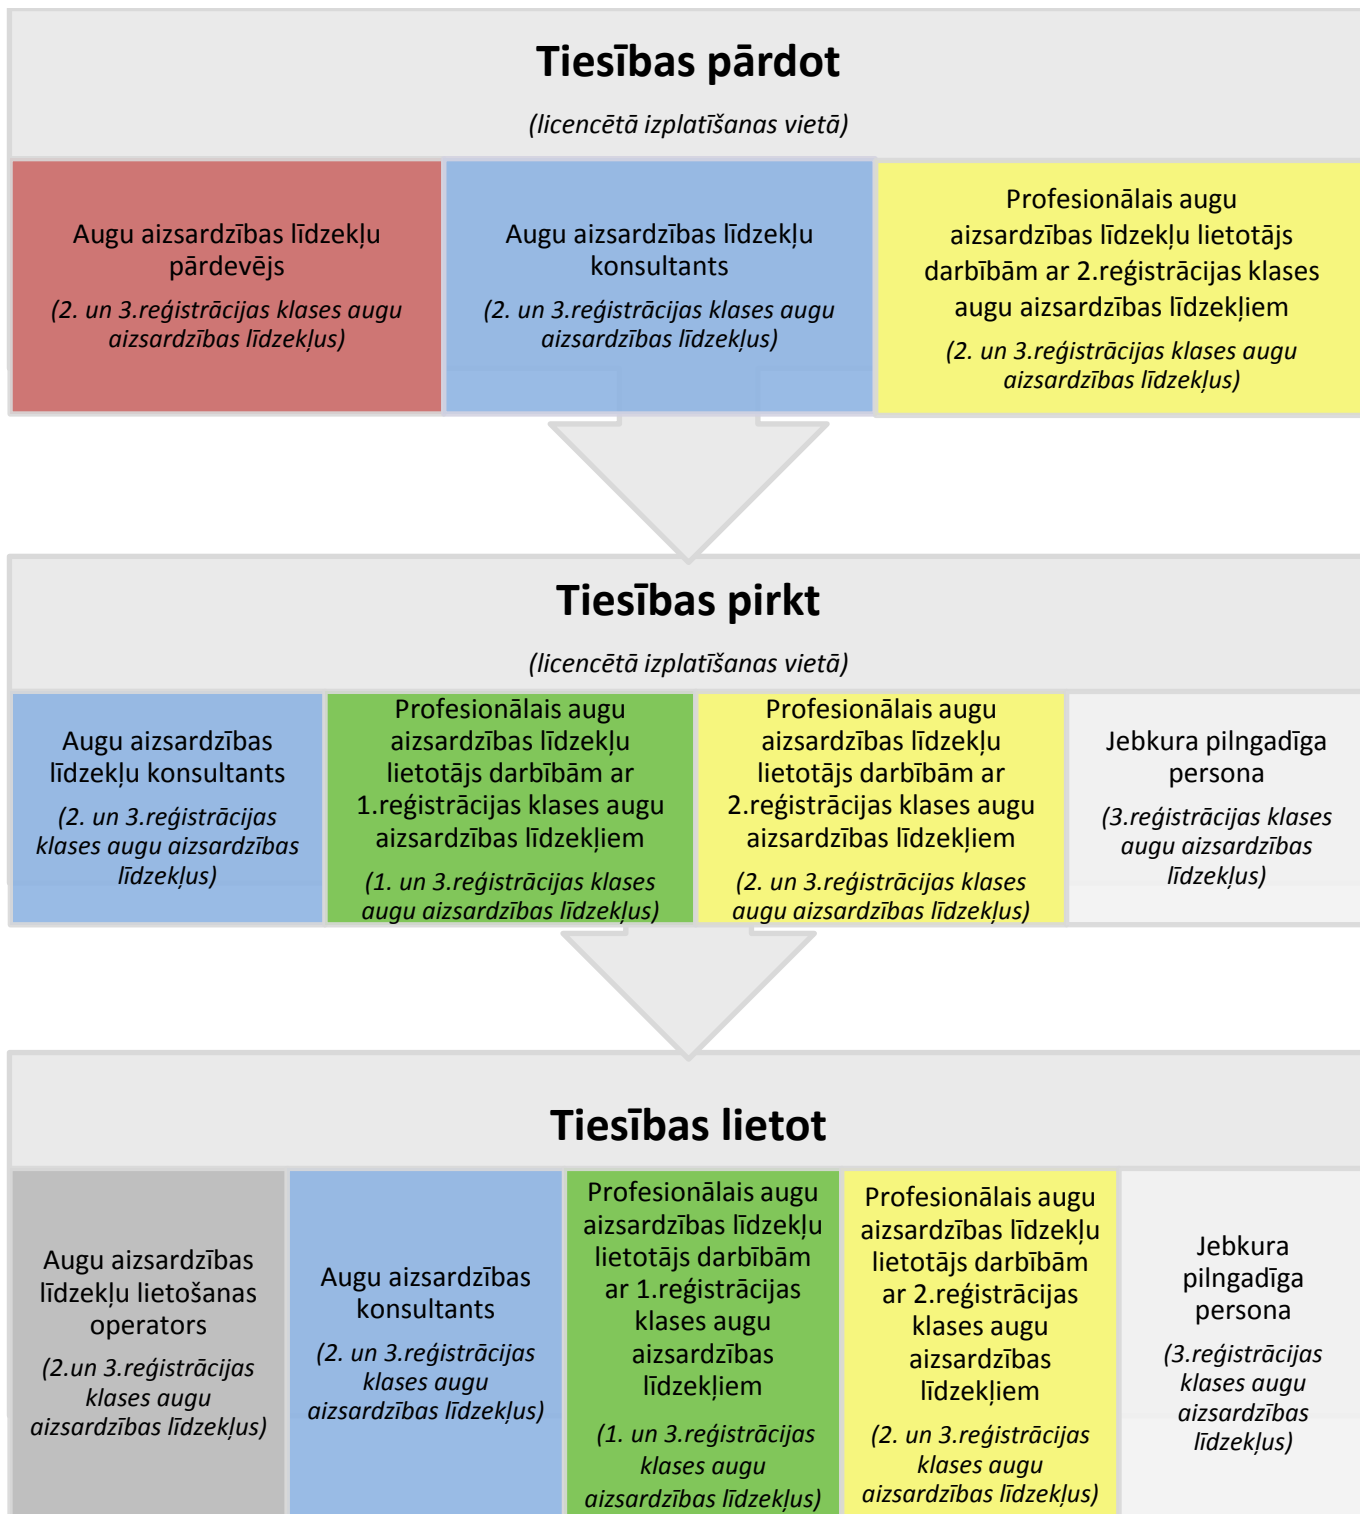 Tiesības pārdot
(licencētā izplatīšanas vietā)
Augu aizsardzības līdzekļu
pārdevējs
(2. un 3.reģistrācijas klases augu
aizsardzības līdzekļus)
Augu aizsardzības līdzekļu
konsultants
(2. un 3.reģistrācijas klases augu
aizsardzības līdzekļus)
Profesionālais augu
aizsardzības līdzekļu lietotājs
darbībām ar 2.reģistrācijas klases
augu aizsardzības līdzekļiem
(2. un 3.reģistrācijas klases augu
aizsardzības līdzekļus)
Tiesības pirkt
(licencētā izplatīšanas vietā)
Augu aizsardzības
līdzekļu konsultants
(2. un 3.reģistrācijas
klases augu aizsardzības
līdzekļus)
Profesionālais augu
aizsardzības līdzekļu
lietotājs darbībām ar
1.reģistrācijas klases augu
aizsardzības līdzekļiem
(1. un 3.reģistrācijas klases
augu aizsardzības līdzekļus)
Profesionālais augu
aizsardzības līdzekļu
lietotājs darbībām ar
2.reģistrācijas klases augu
aizsardzības līdzekļiem
(2. un 3.reģistrācijas klases
augu aizsardzības līdzekļus)
Jebkura pilngadīga
persona
(3.reģistrācijas klases
augu aizsardzības
līdzekļus)
Tiesības lietot
Augu aizsardzības
līdzekļu lietošanas
operators
(2.un 3.reģistrācijas
klases augu
aizsardzības līdzekļus)
Augu aizsardzības
konsultants
(2. un 3.reģistrācijas
klases augu
aizsardzības līdzekļus)
Profesionālais augu
aizsardzības līdzekļu
lietotājs darbībām
ar 1.reģistrācijas
klases augu
aizsardzības
līdzekļiem
(1. un 3.reģistrācijas
klases augu
aizsardzības līdzekļus)
Profesionālais augu
aizsardzības līdzekļu
lietotājs darbībām
ar 2.reģistrācijas
klases augu
aizsardzības
līdzekļiem
(2. un 3.reģistrācijas
klases augu
aizsardzības līdzekļus)
Jebkura
pilngadīga
persona
(3.reģistrācijas
klases augu
aizsardzības
līdzekļus)